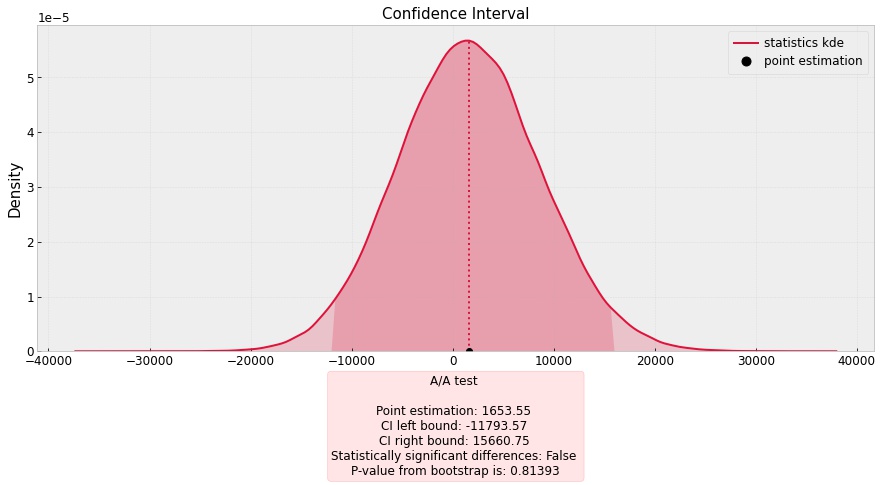 Confidence Interval
1e−5
statistics kde
point estimation
5
4
3
2
1
0
Density
−40000 −30000 −20000 −10000 0 10000 20000 30000 40000
A/A test
Point estimation: 1653.55
CI left bound: -11793.57
CI right bound: 15660.75
Statistically significant differences: False
P-value from bootstrap is: 0.81393